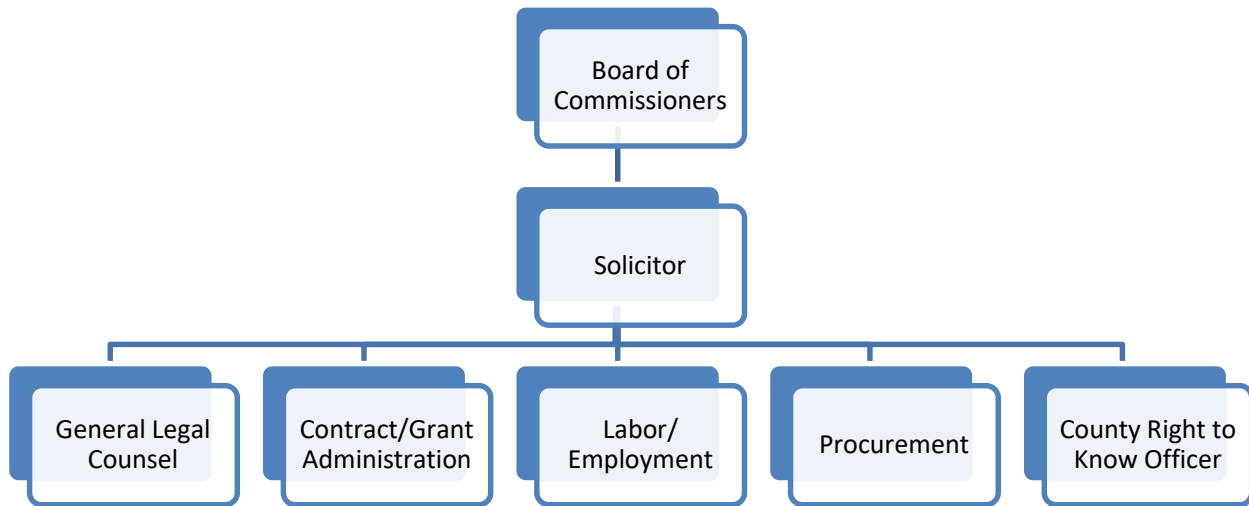 Board of
Commissioners
Solicitor
General Legal
Counsel
Contract/Grant
Administration
Labor/
Employment
Procurement
County Right to
Know Officer